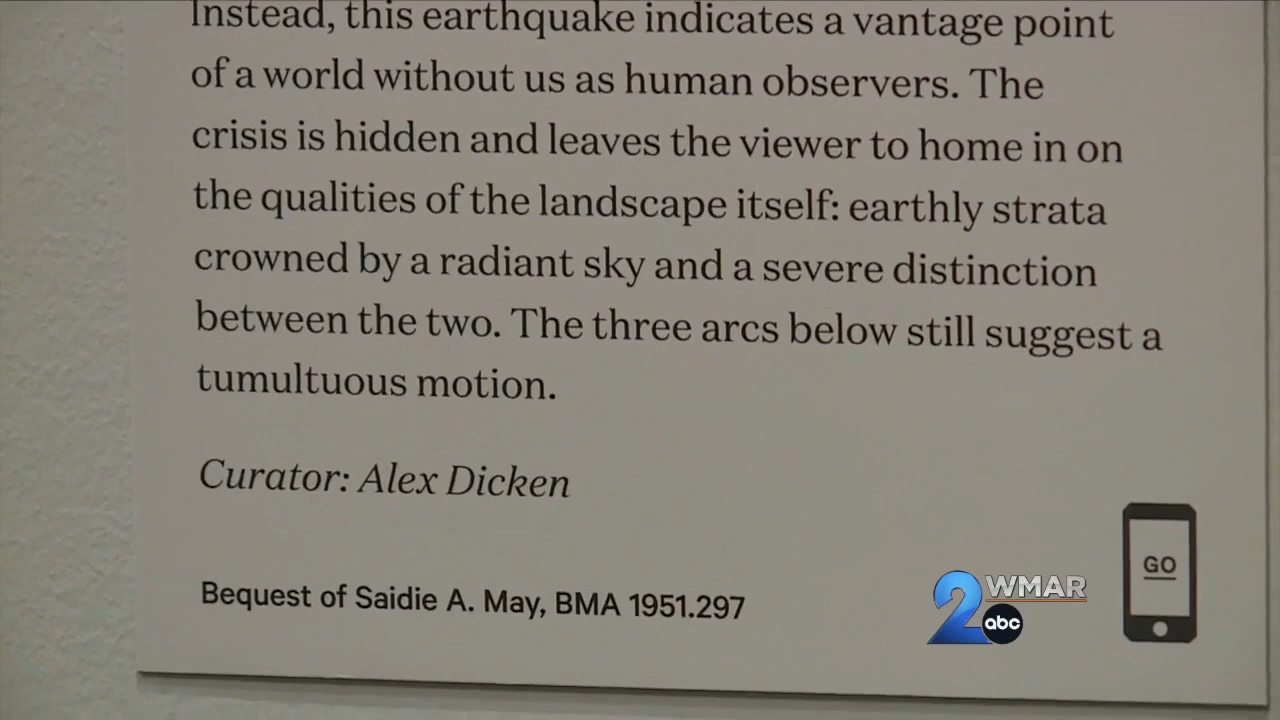 Instead, this earthquake indicates a vantage point
of a world without us as human observers. The
crisis is hidden and leaves the viewer to home in on
the qualities of the landscape itself: earthly strata
crowned by a radiant sky and a severe distinction
between the two. The three arcs below still suggest a
tumultuous motion.
Curator: Alex Dicken
Bequest of Saidie A. May, BMA 1951.297
GO
2 WMAR
abc